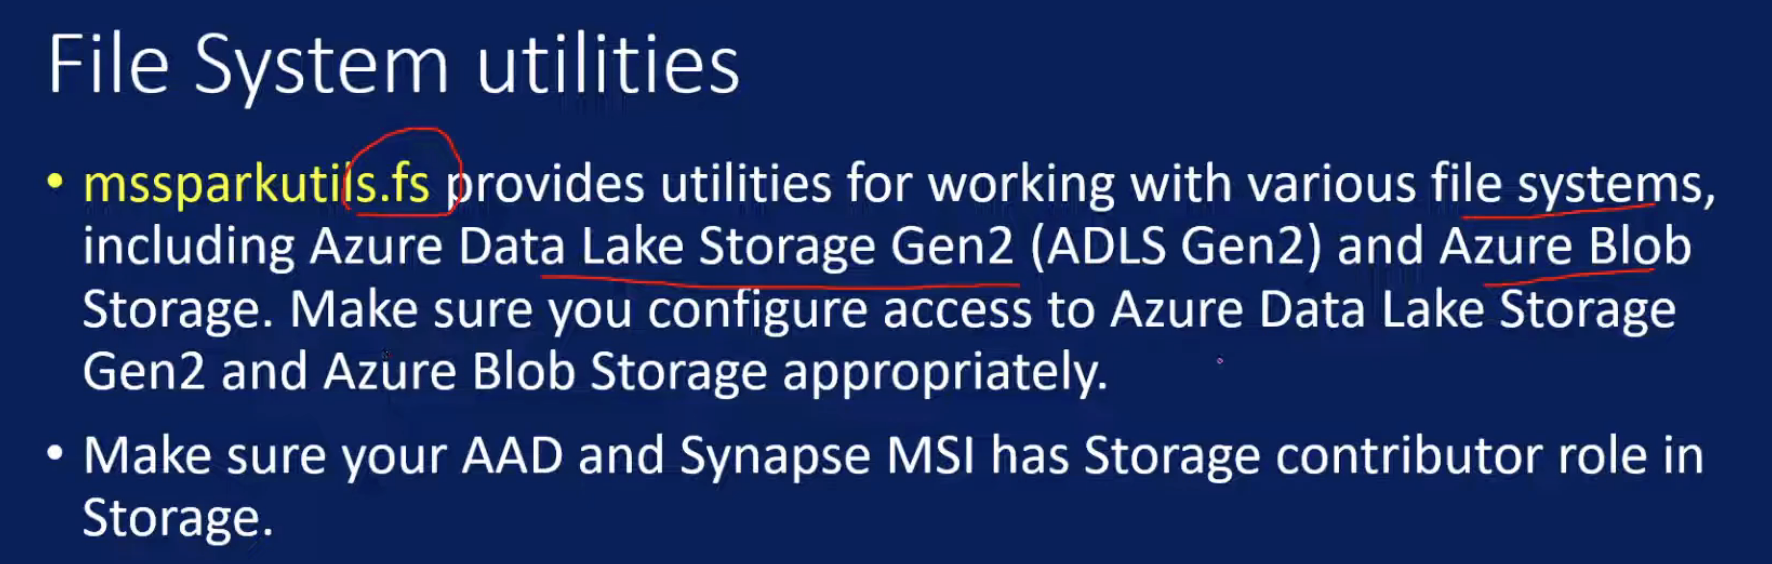 File System utilities
• mssparkutils.fs provides utilities for working with various file systems,
including Azure Data Lake Storage Gen2 (ADLS Gen2) and Azure Blob
Storage. Make sure you configure access to Azure Data Lake Storage
Gen2 and Azure Blob Storage appropriately.
• Make sure your AAD and Synapse MSI has Storage contributor role in
Storage.